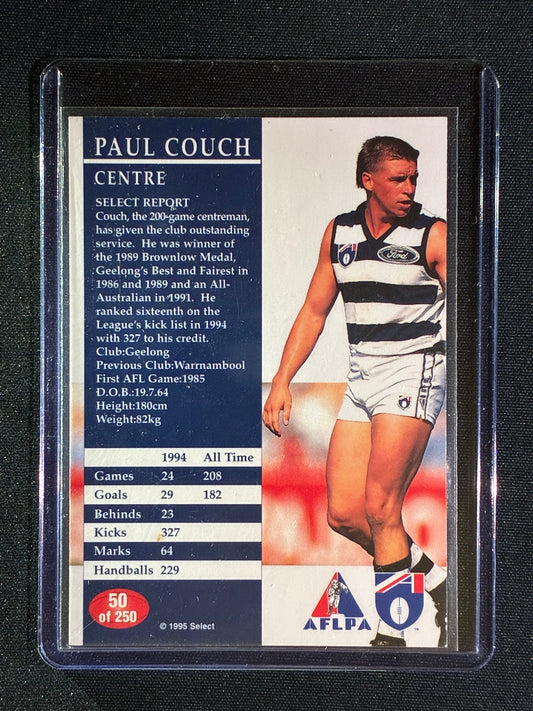 PAUL COUCH
CENTRE
SELECT REPORT
Couch, the 200-game centreman,
has given the club outstanding
service. He was winner of
the 1989 Brownlow Medal,
Geelong's Best and Fairest in
1986 and 1989 and an All-
Australian in 1991. He
ranked sixteenth on the
League's kick list in 1994
with 327 to his credit.
Club:Geelong
Previous Club:Warrnambool
First AFL Game:1985
D.O.B.:19.7.64
Height:180cm
Weight:82kg
1994 All Time
Games 24 208
Goals 29 182
Behinds 23
Kicks 327
Marks 64
Handballs 229
50
of 250
© 1995 Select
Ford
AFLPA
TM